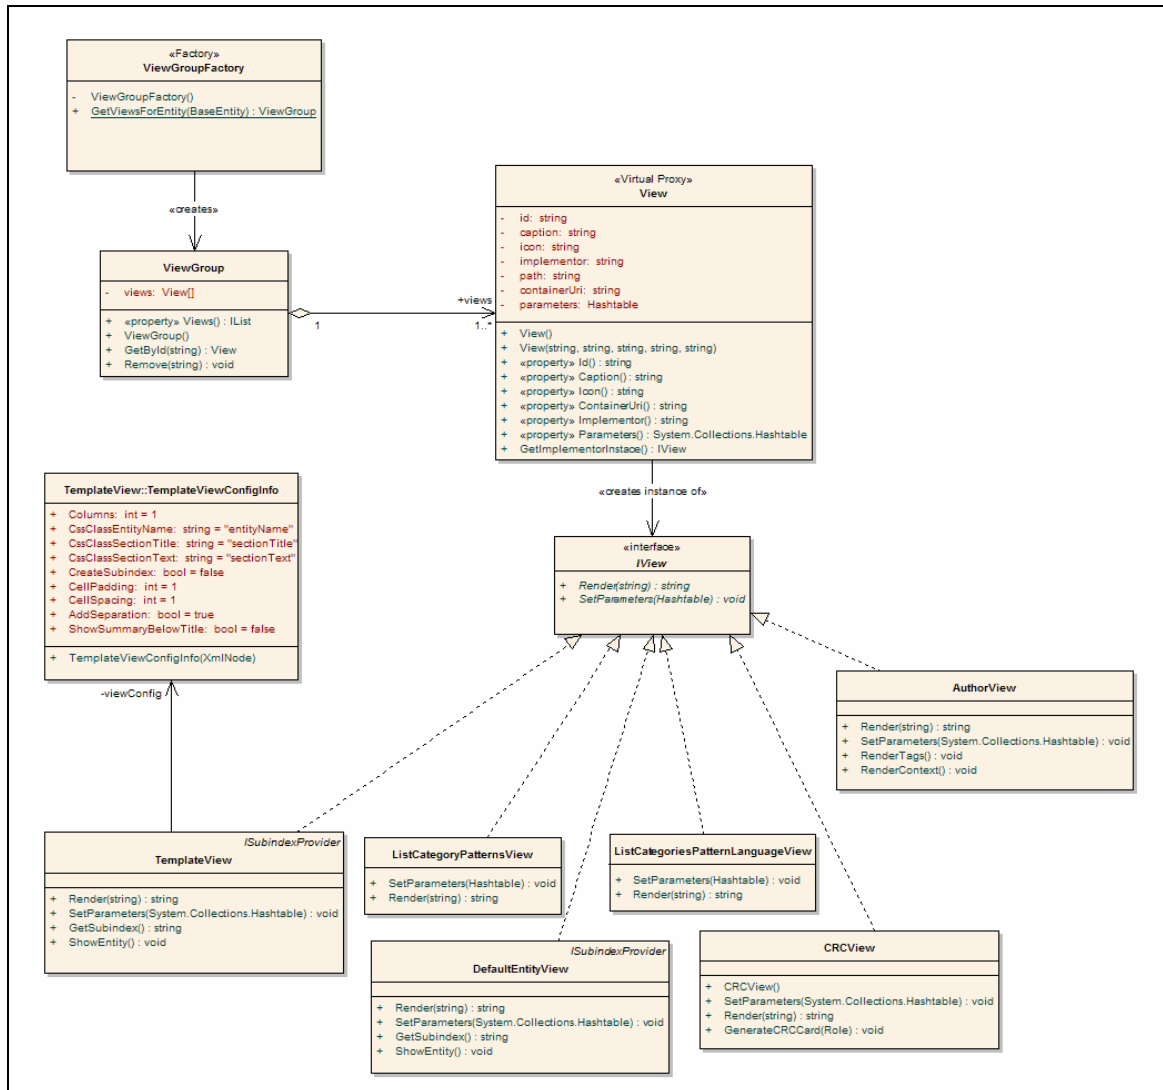 «Factory»
ViewGroupFactory
- ViewGroupFactory()
+ GetViewsForEntity(BaseEntity) : ViewGroup
«creates»
ViewGroup
- views: View[]
+ «property» Views() : IList
+ ViewGroup()
+ GetById(string) : View
+ Remove(string) : void
1
+views
1..*
«Virtual Proxy»
View
- id: string
- caption: string
- icon: string
- implementor: string
- path: string
- containerUri: string
- parameters: Hashtable
+ View()
+ View(string, string, string, string, string)
+ «property» Id() : string
+ «property» Caption() : string
+ «property» Icon() : string
+ «property» ContainerUri() : string
+ «property» Implementor() : string
+ «property» Parameters() : System.Collections.Hashtable
+ GetImplementorInstace() : IView
«creates instance of»
TemplateView::TemplateViewConfigInfo
+ Columns: int = 1
+ CssClassEntityName: string = "entityName"
+ CssClassSectionTitle: string = "sectionTitle"
+ CssClassSectionText: string = "sectionText"
+ CreateSubindex: bool = false
+ CellPadding: int = 1
+ CellSpacing: int = 1
+ AddSeparation: bool = true
+ ShowSummaryBelowTitle: bool = false
+ TemplateViewConfigInfo(XmlNode)
-viewConfig
«interface»
IView
+ Render(string) : string
+ SetParameters(Hashtable) : void
AuthorView
+ Render(string) : string
+ SetParameters(System.Collections.Hashtable) : void
+ RenderTags() : void
+ RenderContext() : void
ISubindexProvider
TemplateView
+ Render(string) : string
+ SetParameters(System.Collections.Hashtable) : void
+ GetSubindex() : string
+ ShowEntity() : void
ListCategoryPatternsView
+ SetParameters(Hashtable) : void
+ Render(string) : string
ListCategoriesPatternLanguageView
+ SetParameters(Hashtable) : void
+ Render(string) : string
ISubindexProvider
DefaultEntityView
+ Render(string) : string
+ SetParameters(System.Collections.Hashtable) : void
+ GetSubindex() : string
+ ShowEntity() : void
CRCView
+ CRCView()
+ SetParameters(System.Collections.Hashtable) : void
+ Render(string) : string
+ GenerateCRCCard(Role) : void